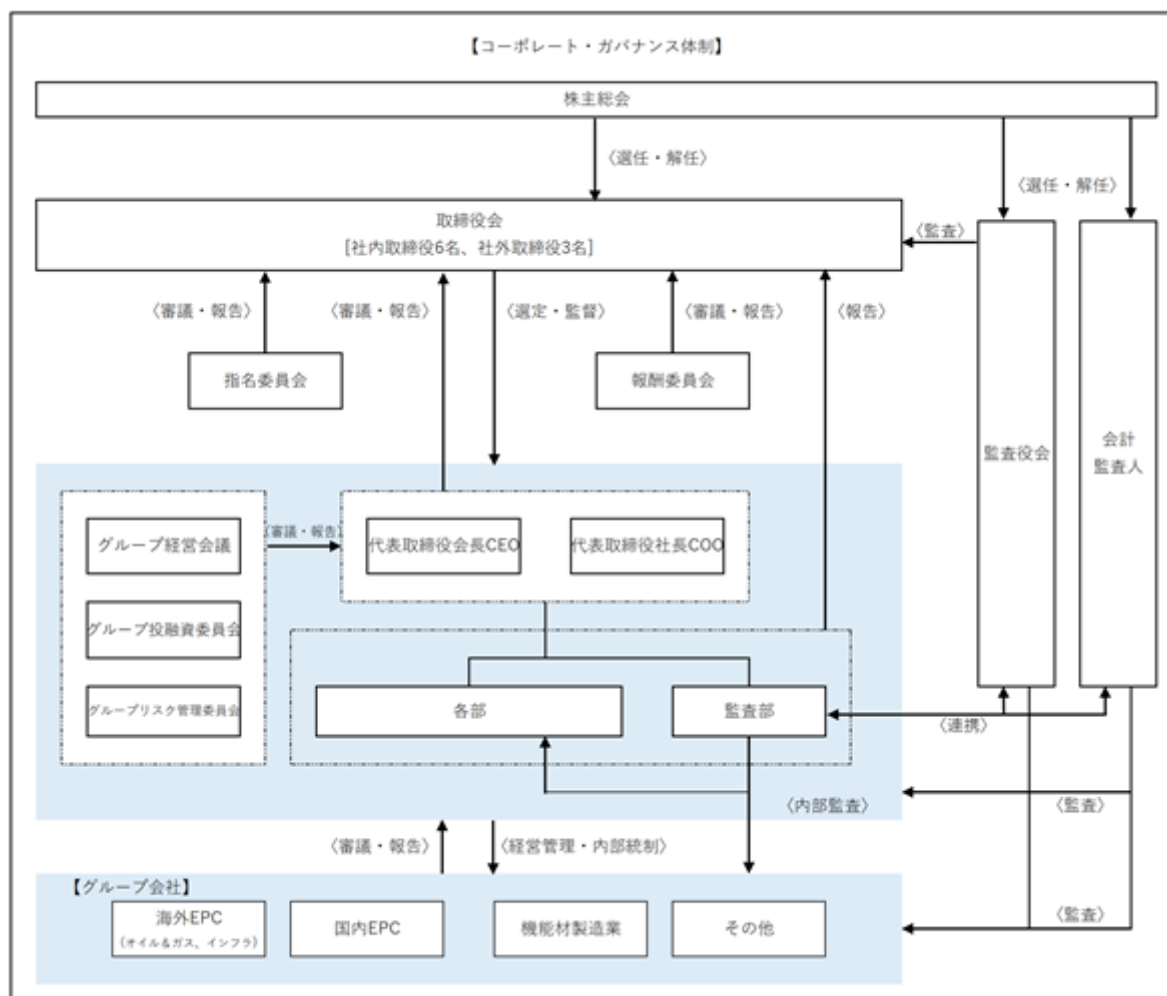 【コーポレート・ガバナンス体制】
株主総会
〈選任・解任〉
〈選任・解任〉
取締役会
[社内取締役6名、社外取締役3名]
〈監査〉
〈審議・報告〉
〈審議・報告〉
〈選定・監督〉
〈審議・報告〉
〈報告〉
指名委員会
報酬委員会
監査役会
会計
監査人
グループ経営会議
〈審議・報告〉
代表取締役会長CEO
代表取締役社長COO
グループ投融資委員会
グループリスク管理委員会
各部
監査部
〈連携〉
〈内部監査〉
〈監査〉
〈審議・報告〉
〈経営管理・内部統制〉
【グループ会社】
海外EPC
(オイル&ガス、インフラ)
国内EPC
機能材製造業
その他
〈監査〉